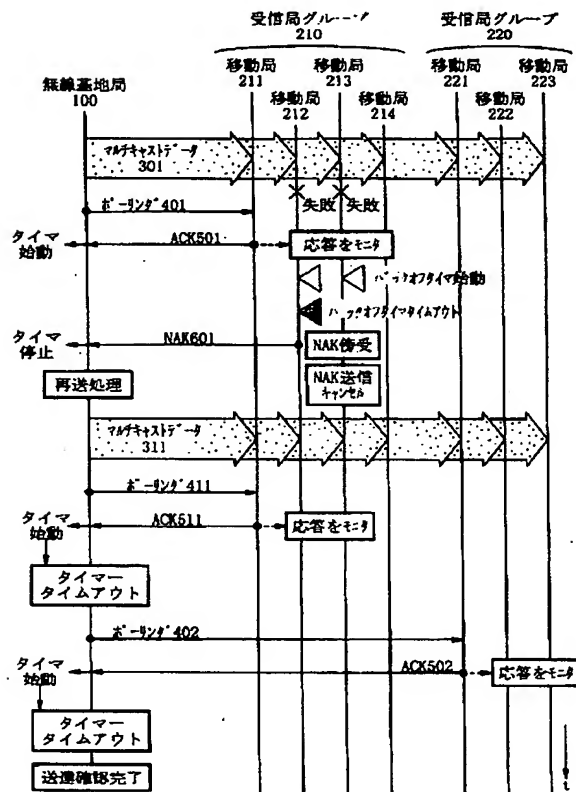 受信局グループ
210
受信局グループ
220
無線基地局
100
移動局
211
移動局
212
移動局
213
移動局
214
移動局
221
移動局
222
移動局
223
マルチキャストデータ
301
失敗
失敗
ポーリング401
タイマ
始動
ACK501
応答をモニタ
バックオフタイマ始動
バックオフタイマタイムアウト
タイマ
停止
NAK601
NAK傍受
再送処理
NAK送信
キャンセル
マルチキャストデータ
311
ポーリング411
タイマ
始動
ACK511
応答をモニタ
タイマー
タイムアウト
ポーリング402
タイマ
始動
ACK502
応答をモニタ
タイマー
タイムアウト
送達確認完了
t